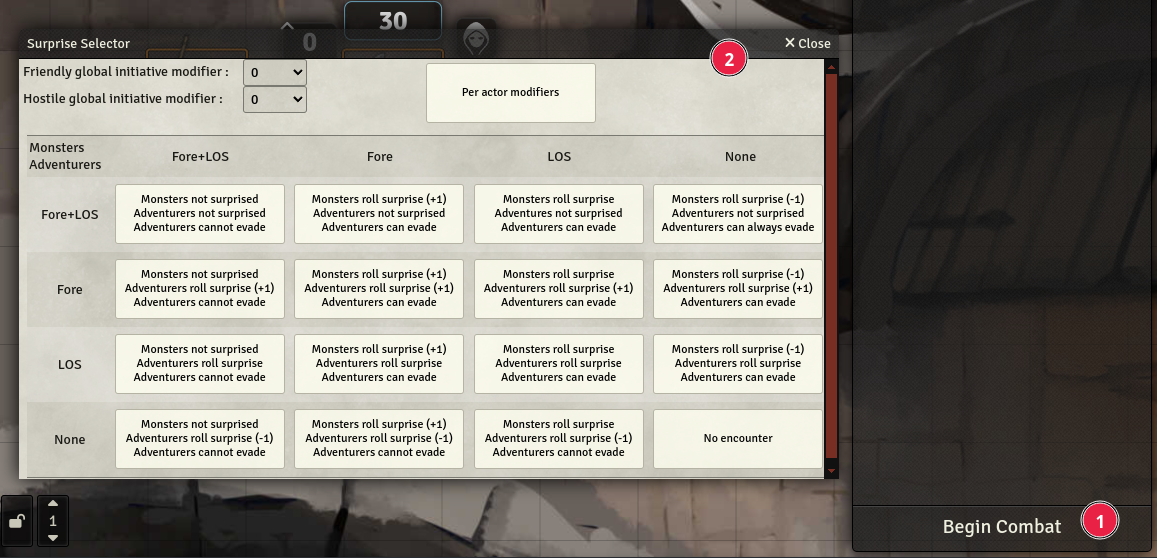 30
0
Surprise Selector
Close
2
Friendly global initiative modifier :
0
Hostile global initiative modifier :
0
Per actor modifiers
Monsters
Adventurers
Fore+LOS
Fore
LOS
None
Fore+LOS
Monsters not surprised
Adventurers not surprised
Adventurers cannot evade
Monsters roll surprise (+1)
Adventurers not surprised
Adventurers can evade
Monsters roll surprise
Adventures not surprised
Adventurers can evade
Monsters roll surprise (-1)
Adventurers not surprised
Adventurers can always evade
Fore
Monsters not surprised
Adventurers roll surprise (+1)
Adventurers cannot evade
Monsters roll surprise (+1)
Adventurers roll surprise (+1)
Adventurers can evade
Monsters roll surprise
Adventurers roll surprise (+1)
Adventurers can evade
Monsters roll surprise (-1)
Adventurers roll surprise (+1)
Adventurers can evade
LOS
Monsters not surprised
Adventurers roll surprise
Adventurers cannot evade
Monsters roll surprise (+1)
Adventurers roll surprise
Adventurers can evade
Monsters roll surprise
Adventurers roll surprise
Adventurers can evade
Monsters roll surprise (-1)
Adventurers roll surprise
Adventurers can evade
None
Monsters not surprised
Adventurers roll surprise (-1)
Adventurers cannot evade
Monsters roll surprise (+1)
Adventurers roll surprise (-1)
Adventurers cannot evade
Monsters roll surprise
Adventurers roll surprise (-1)
Adventurers cannot evade
No encounter
1
Begin Combat
1